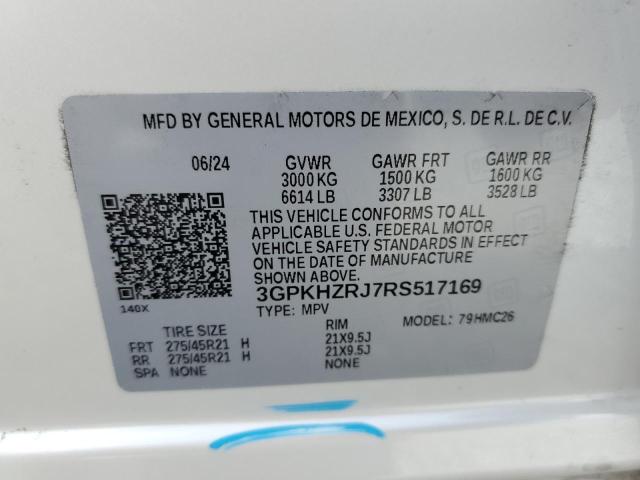 MFD BY GENERAL MOTORS DE MEXICO, S. DE R.L. DE C.V.
06/24 GVWR GAWR FRT GAWR RR
3000 KG 1500 KG 1600 KG
6614 LB 3307 LB 3528 LB
THIS VEHICLE CONFORMS TO ALL
APPLICABLE U.S. FEDERAL MOTOR
VEHICLE SAFETY STANDARDS IN EFFECT
ON THE DATE OF MANUFACTURE
SHOWN ABOVE.
3GPKHZRJ7RS517169
140X
TYPE: MPV MODEL: 79HMC26
TIRE SIZE RIM
FRT 275/45R21 H 21X9.5J
RR 275/45R21 H 21X9.5J
SPA NONE NONE